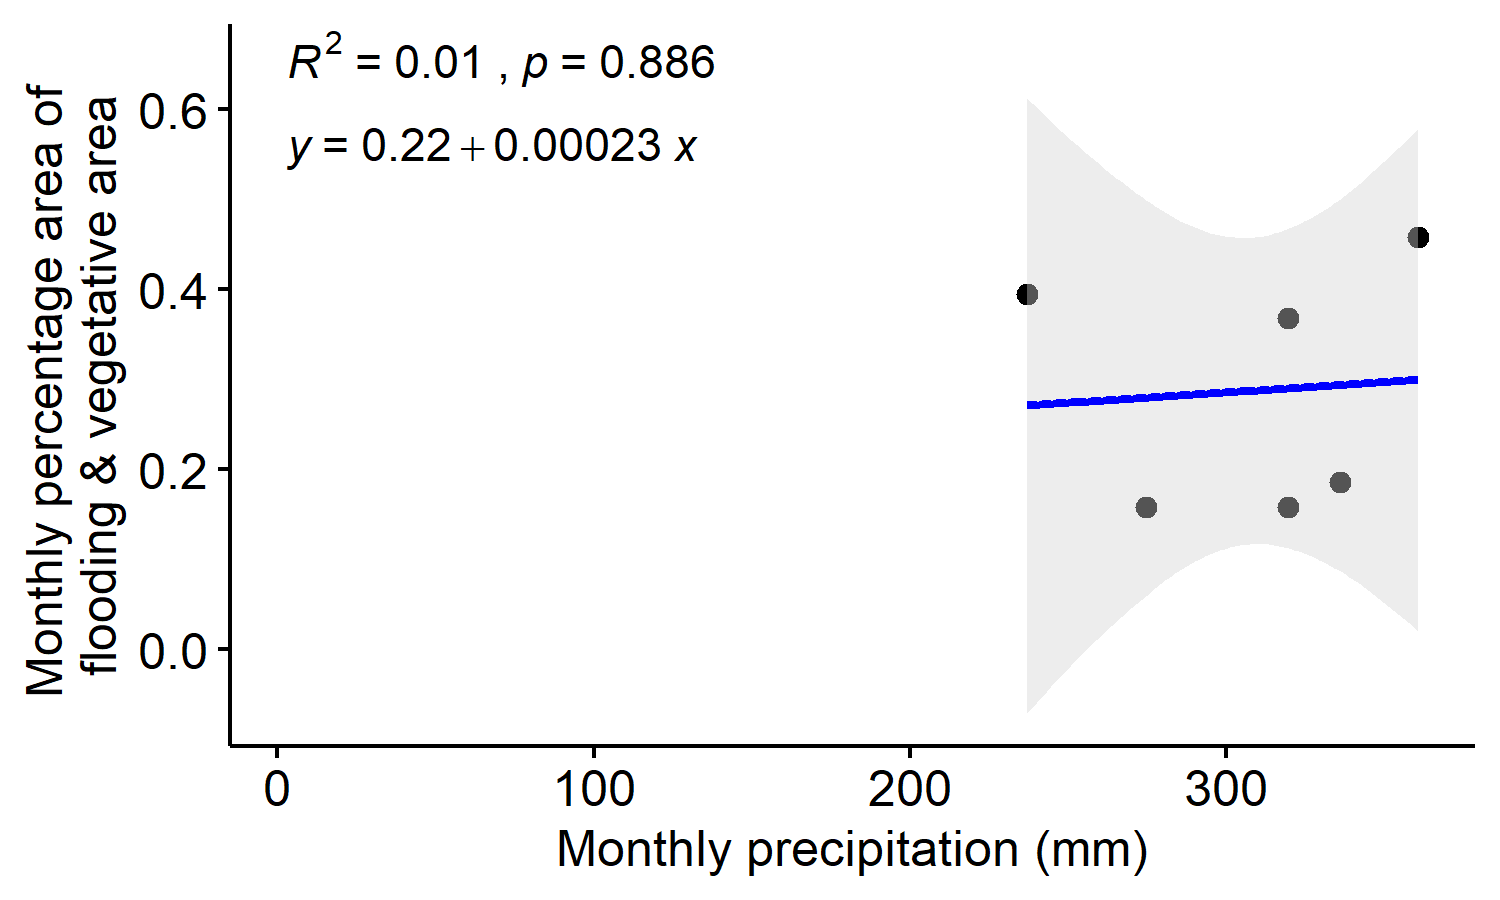 R² = 0.01 , p = 0.886
y = 0.22 + 0.00023 x
Monthly percentage area of
flooding & vegetative area
0.6
0.4
0.2
0.0
0
100
200
300
Monthly precipitation (mm)